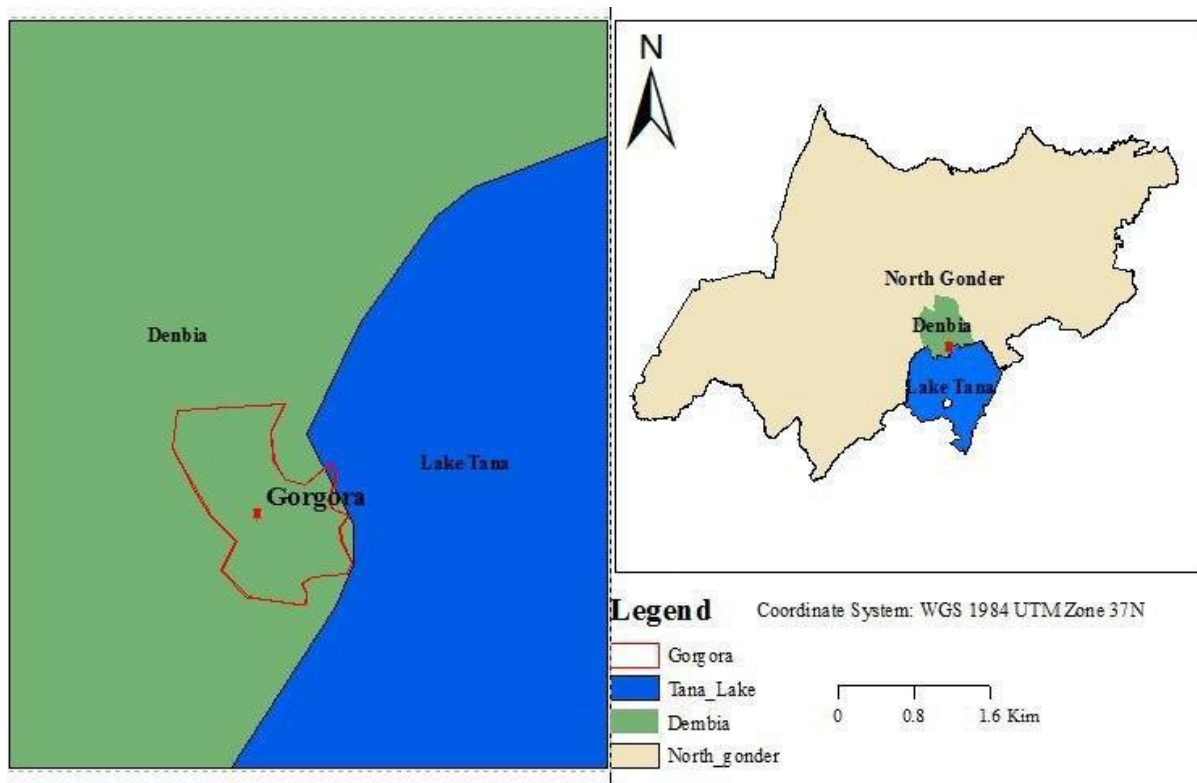 Denbia
Lake Tana
Gorgora
N
North Gonder
Denbia
Lake Tana
Legend
Coordinate System: WGS 1984 UTM Zone 37N
Gorgora
Tana_Lake
Dembia
North_gonder
0 0.8 1.6 Kim